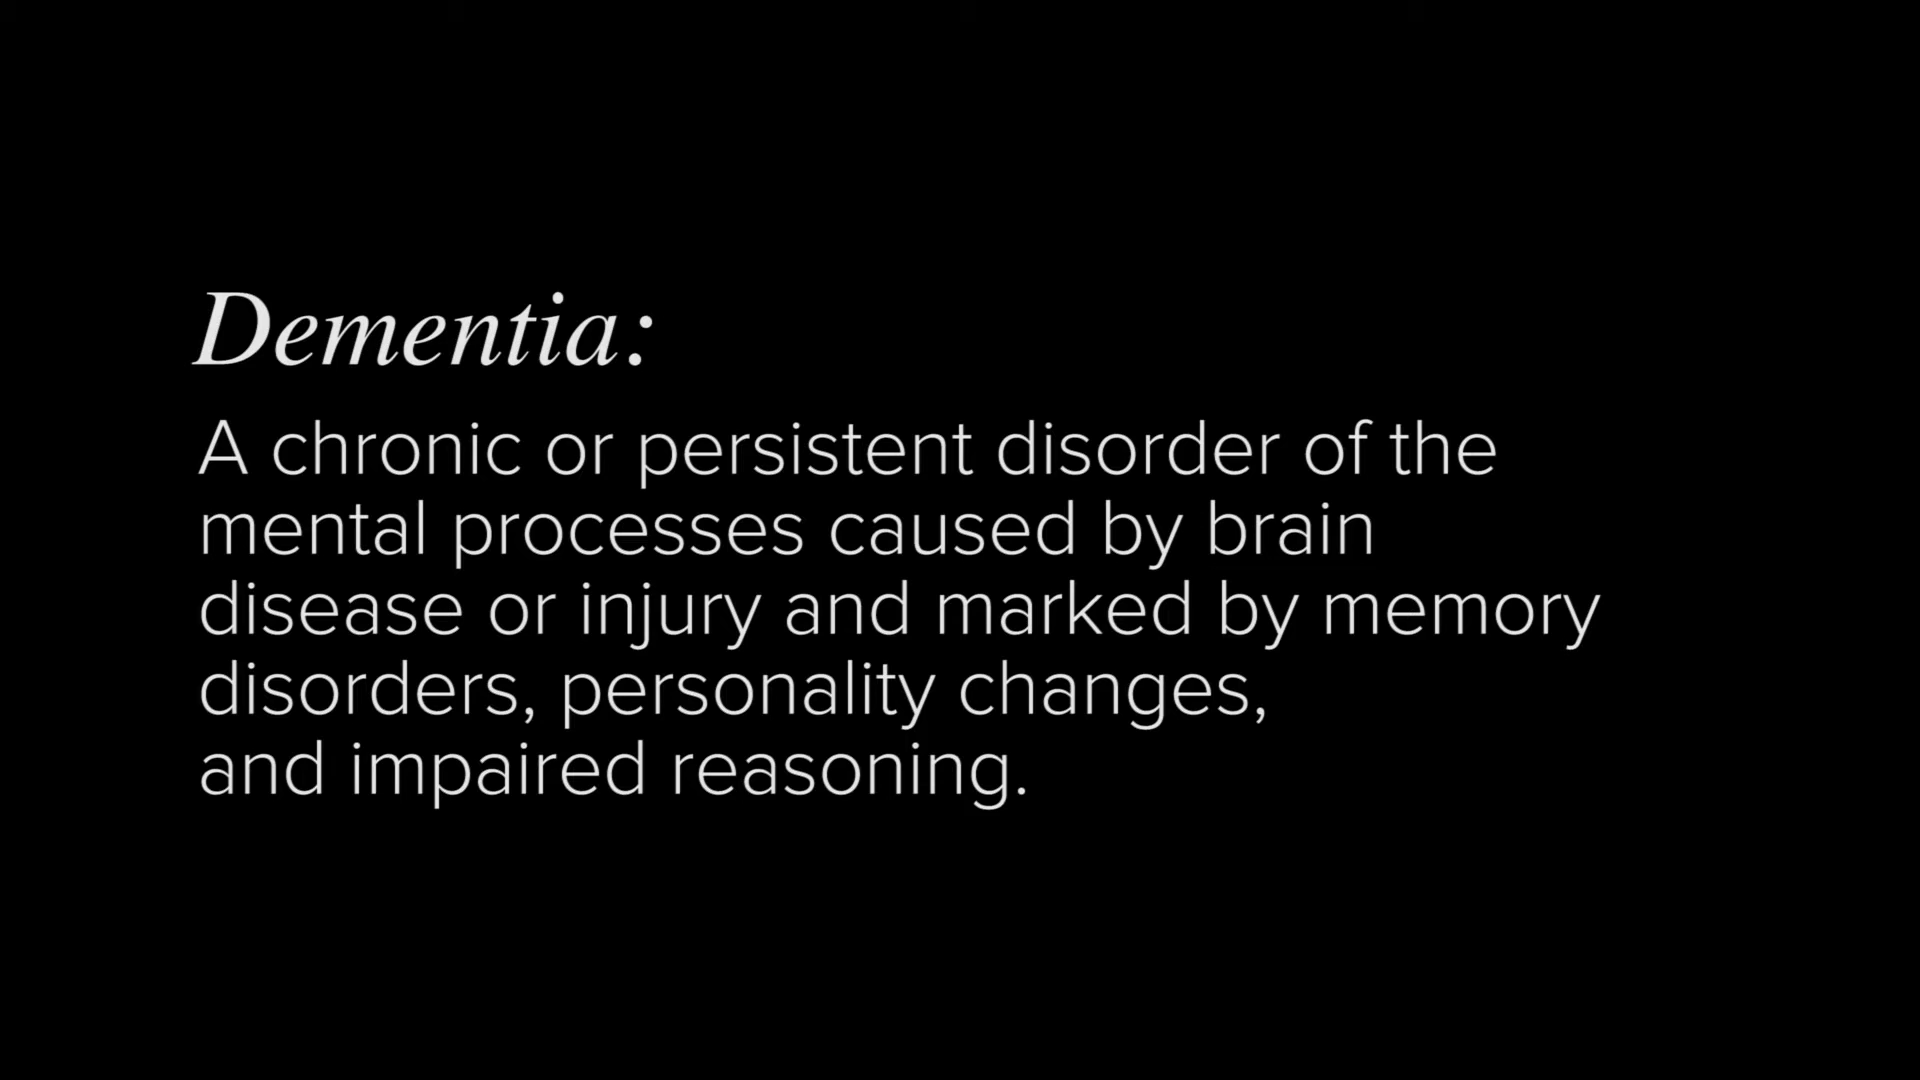 Dementia:
A chronic or persistent disorder of the
mental processes caused by brain
disease or injury and marked by memory
disorders, personality changes,
and impaired reasoning.